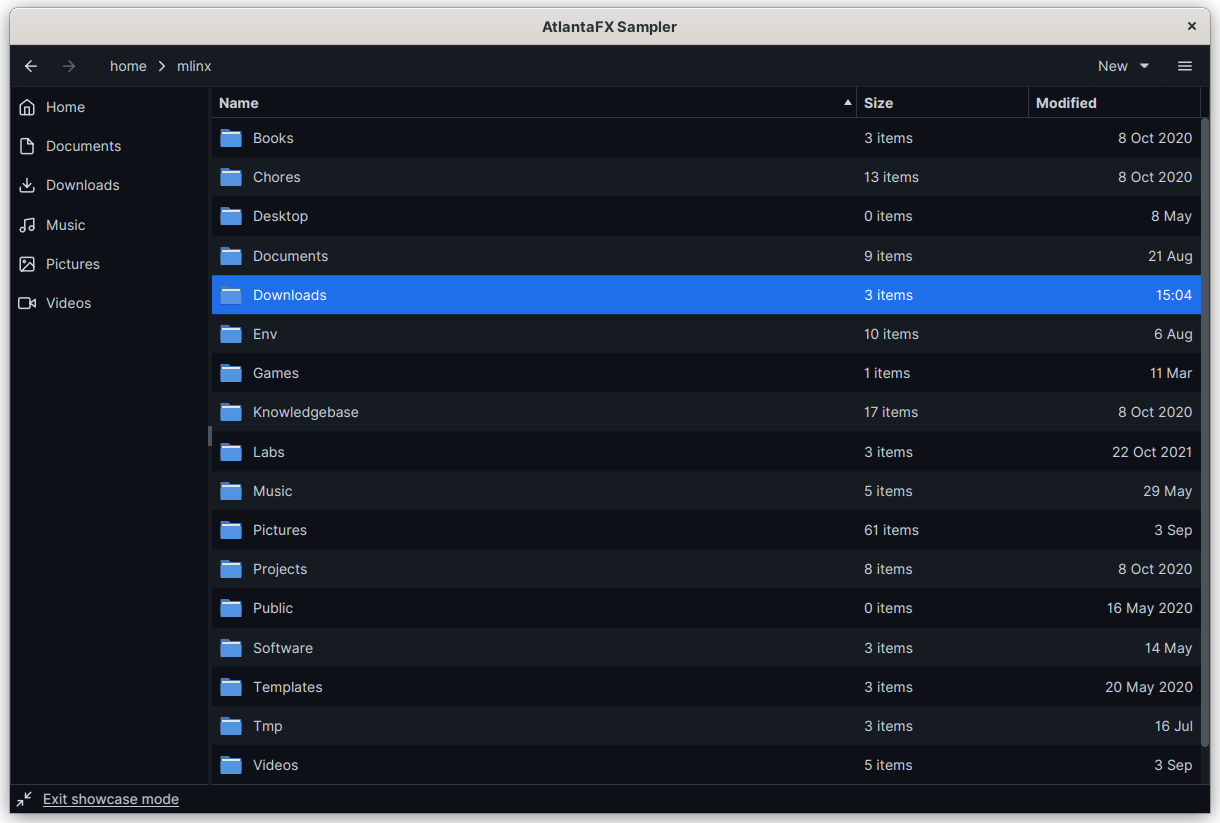 AtlantaFX Sampler
home mlinx New
Home
Documents
Downloads
Music
Pictures
Videos
Name Size Modified
Books 3 items 8 Oct 2020
Chores 13 items 8 Oct 2020
Desktop 0 items 8 May
Documents 9 items 21 Aug
Downloads 3 items 15:04
Env 10 items 6 Aug
Games 1 items 11 Mar
Knowledgebase 17 items 8 Oct 2020
Labs 3 items 22 Oct 2021
Music 5 items 29 May
Pictures 61 items 3 Sep
Projects 8 items 8 Oct 2020
Public 0 items 16 May 2020
Software 3 items 14 May
Templates 3 items 20 May 2020
Tmp 3 items 16 Jul
Videos 5 items 3 Sep
Exit showcase mode